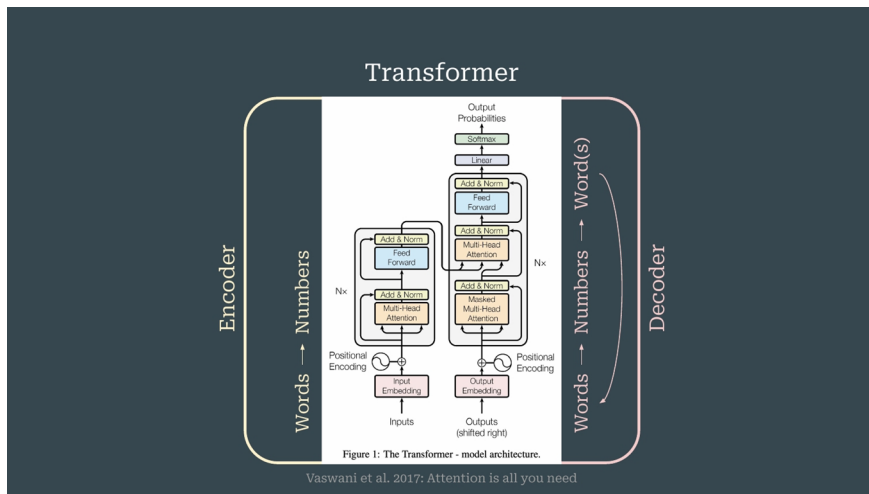 Transformer
Encoder
Words → Numbers
Output
Probabilities
Softmax
Linear
Add & Norm
Feed
Forward
Add & Norm
Multi-Head
Attention
Add & Norm
Masked
Multi-Head
Attention
Nx
Add & Norm
Feed
Forward
Add & Norm
Multi-Head
Attention
Nx
Positional
Encoding
Positional
Encoding
Input
Embedding
Output
Embedding
Inputs
Outputs
(shifted right)
Figure 1: The Transformer - model architecture.
Words → Numbers → Word(s)
Decoder
Vaswani et al. 2017: Attention is all you need